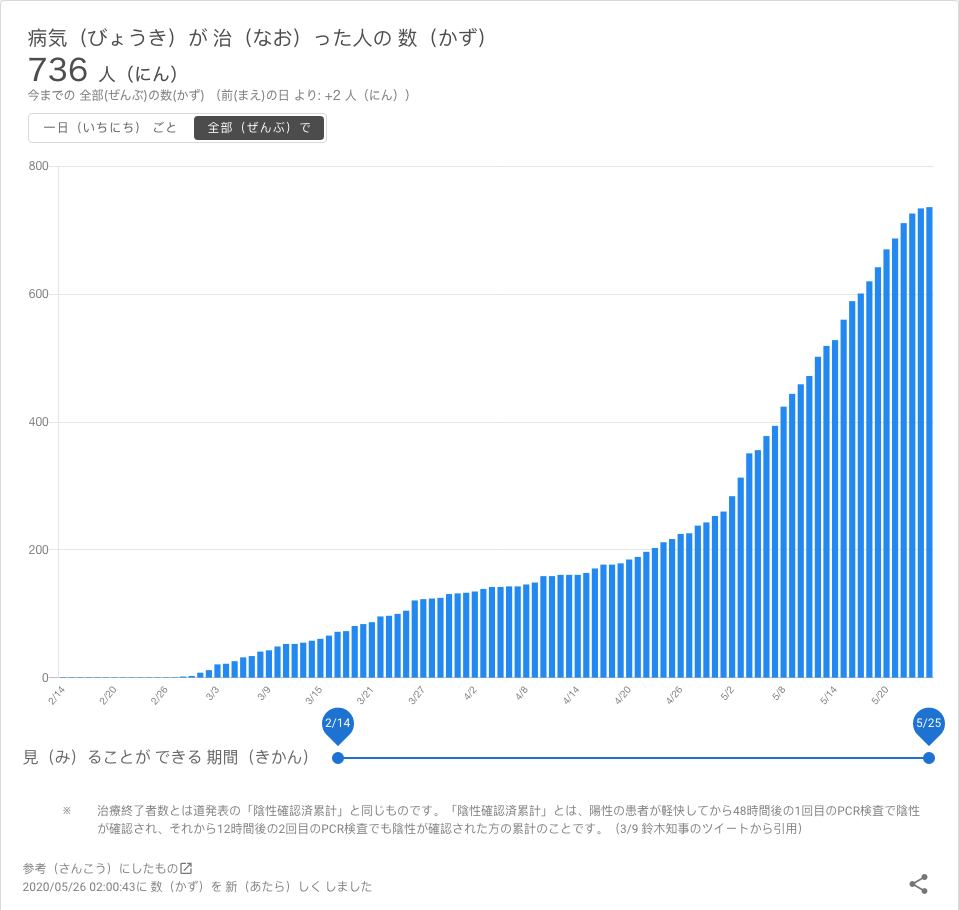 病気（びょうき）が 治（なお）った人の 数（かず）
736 人（にん）
今までの 全部(ぜんぶ)の数(かず) （前(まえ)の日 より: +2 人（にん））
一日（いちにち） ごと 全部（ぜんぶ）で
800
600
400
200
0
2/14 2/20 2/26 3/3 3/9 3/15 3/21 3/27 4/2 4/8 4/14 4/20 4/26 5/2 5/8 5/14 5/20
2/14 5/25
見（み）ることが できる 期間（きかん）
※ 治療終了者数とは道発表の「陰性確認済累計」と同じものです。「陰性確認済累計」とは、陽性の患者が軽快してから48時間後の1回目のPCR検査で陰性
が確認され、それから12時間後の2回目のPCR検査でも陰性が確認された方の累計のことです。（3/9 鈴木知事のツイートから引用）
参考（さんこう）にしたもの
2020/05/26 02:00:43に 数（かず）を 新（あたら）しく しました